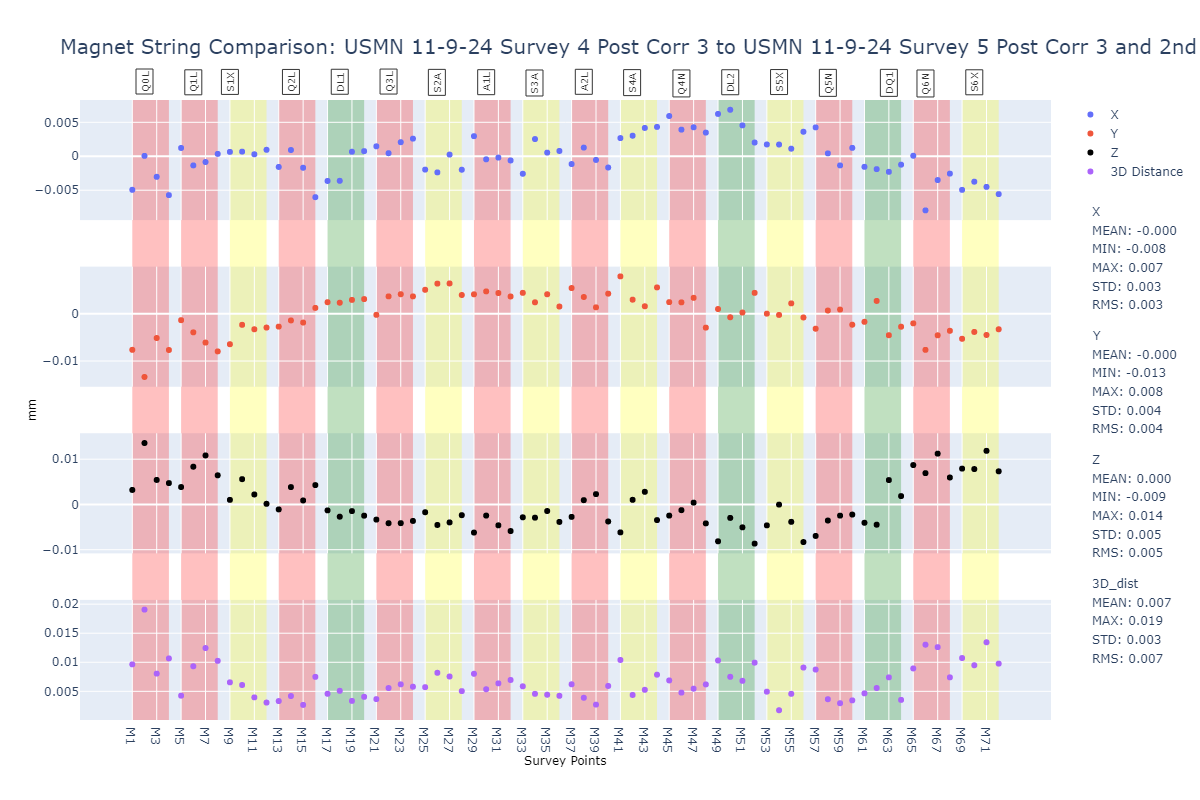 Magnet String Comparison: USMN 11-9-24 Survey 4 Post Corr 3 to USMN 11-9-24 Survey 5 Post Corr 3 and 2nd
Q0L Q1L S1X Q2L DL1 Q3L S2A A1L S3A A2L S4A Q4N DL2 S5X Q5N DQ1 Q6N S6X
0.005
0
−0.005
0
−0.01
0.01
0
−0.01
0.02
0.015
0.01
0.005
mm
M1 M3 M5 M7 M9 M11 M13 M15 M17 M19 M21 M23 M25 M27 M29 M31 M33 M35 M37 M39 M41 M43 M45 M47 M49 M51 M53 M55 M57 M59 M61 M63 M65 M67 M69 M71
Survey Points
X
Y
Z
3D Distance
X
MEAN: -0.000
MIN: -0.008
MAX: 0.007
STD: 0.003
RMS: 0.003
Y
MEAN: -0.000
MIN: -0.013
MAX: 0.008
STD: 0.004
RMS: 0.004
Z
MEAN: 0.000
MIN: -0.009
MAX: 0.014
STD: 0.005
RMS: 0.005
3D_dist
MEAN: 0.007
MAX: 0.019
STD: 0.003
RMS: 0.007